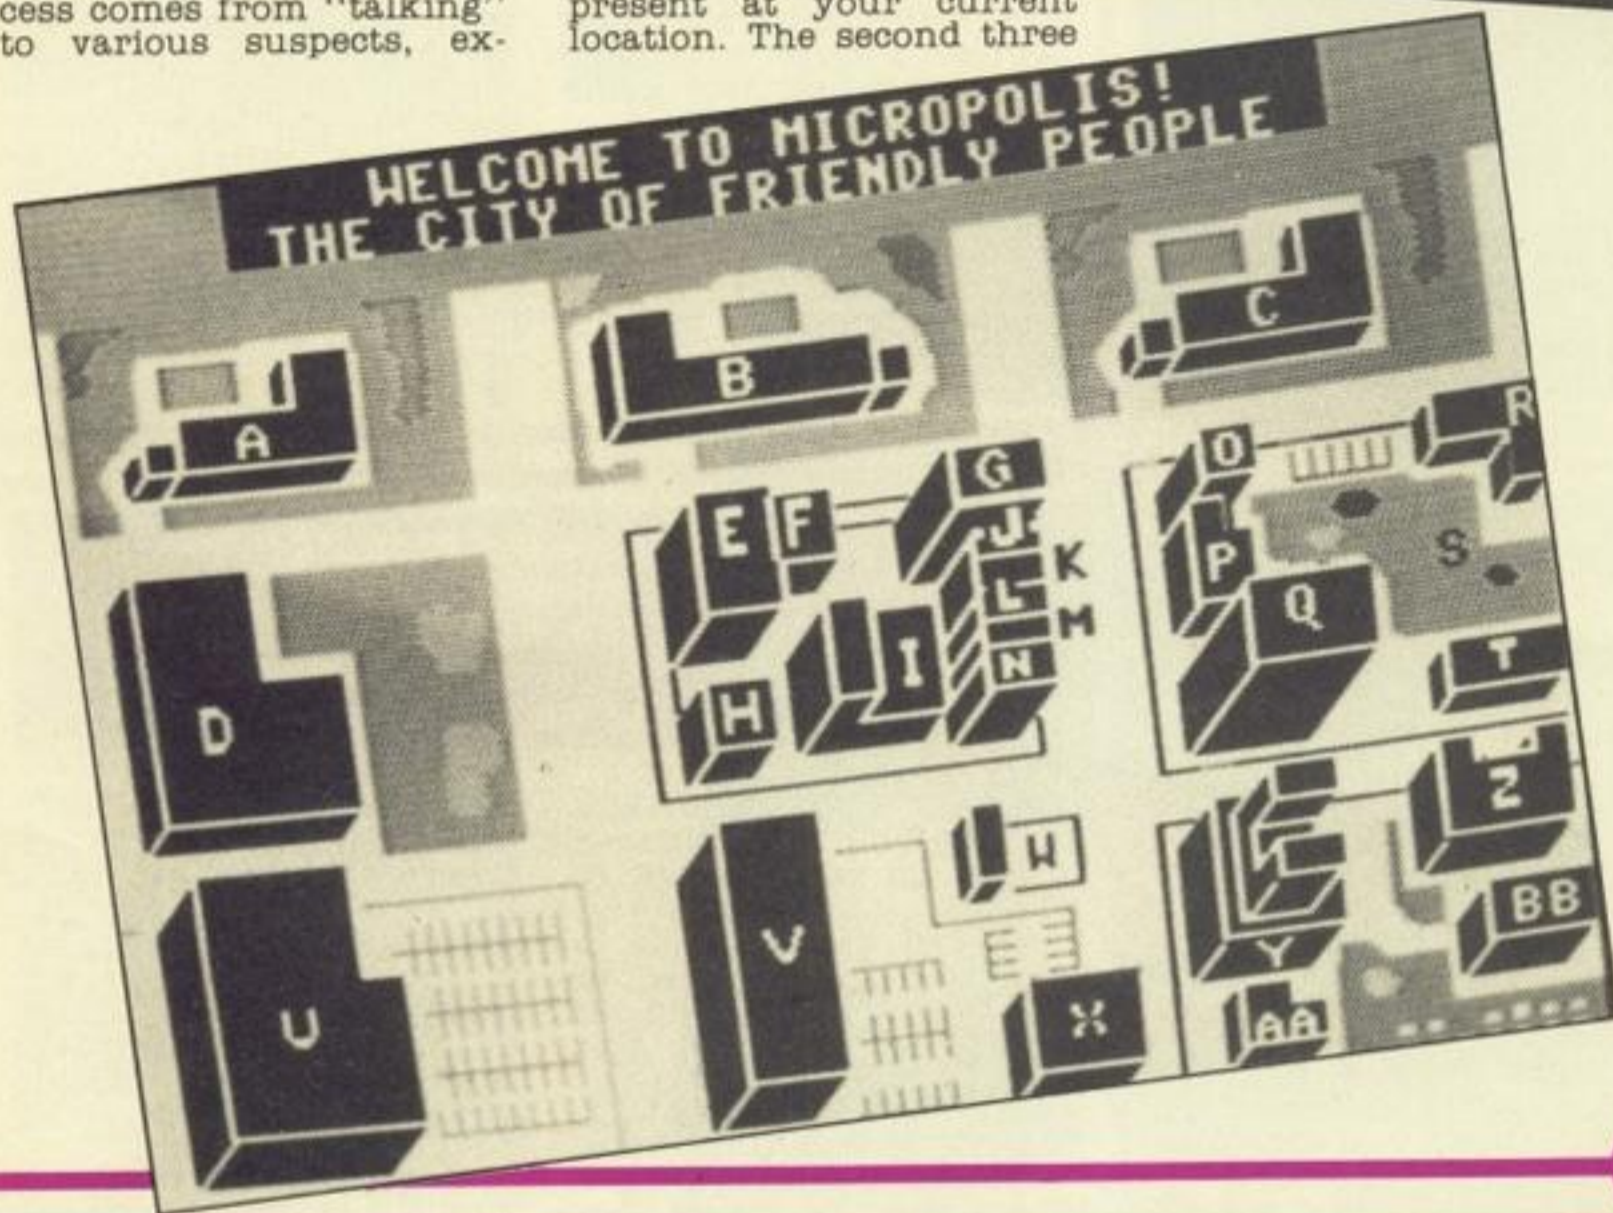 cess comes from "talking"
to various suspects, ex-
present at your current
location. The second three
WELCOME TO MICROPOLIS!
THE CITY OF FRIENDLY PEOPLE
A
B
C
D
E
F
G
H
I
J
K
L
M
N
O
P
Q
R
S
T
U
V
W
X
Y
Z
AA
BB